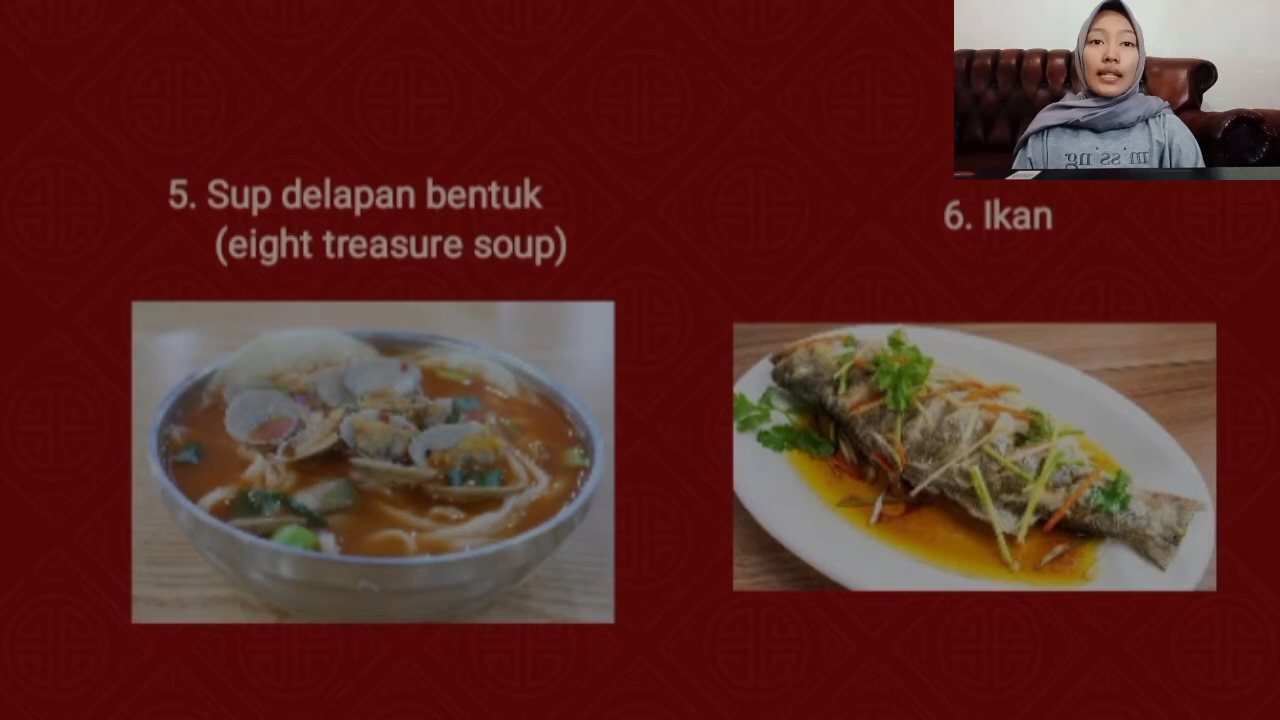 5. Sup delapan bentuk
(eight treasure soup)
6. Ikan